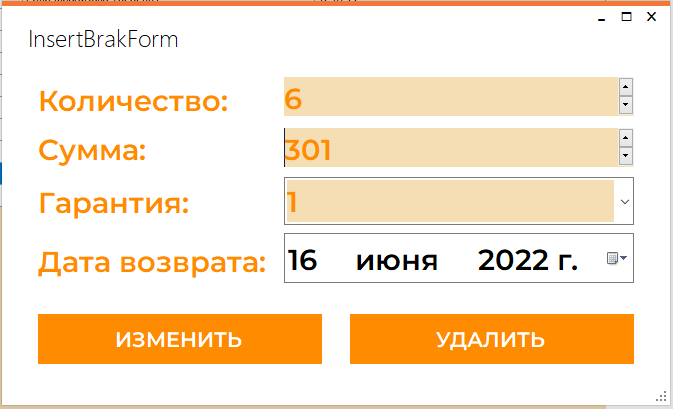 InsertBrakForm
Количество: 6
Сумма: 301
Гарантия: 1
Дата возврата: 16 июня 2022 г.
ИЗМЕНИТЬ УДАЛИТЬ